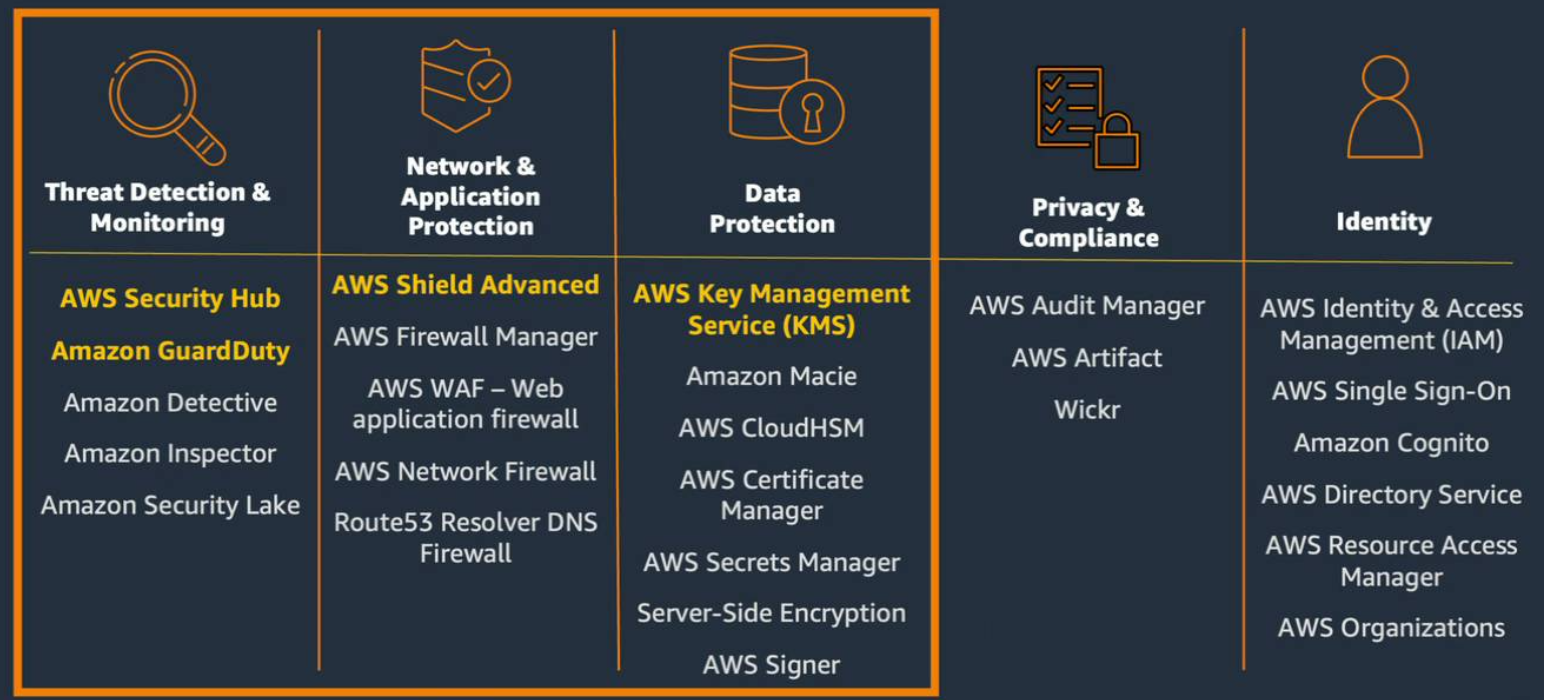 Threat Detection &
Monitoring
AWS Security Hub
Amazon GuardDuty
Amazon Detective
Amazon Inspector
Amazon Security Lake
Network &
Application
Protection
AWS Shield Advanced
AWS Firewall Manager
AWS WAF – Web
application firewall
AWS Network Firewall
Route53 Resolver DNS
Firewall
Data
Protection
AWS Key Management
Service (KMS)
Amazon Macie
AWS CloudHSM
AWS Certificate
Manager
AWS Secrets Manager
Server-Side Encryption
AWS Signer
Privacy &
Compliance
AWS Audit Manager
AWS Artifact
Wickr
Identity
AWS Identity & Access
Management (IAM)
AWS Single Sign-On
Amazon Cognito
AWS Directory Service
AWS Resource Access
Manager
AWS Organizations